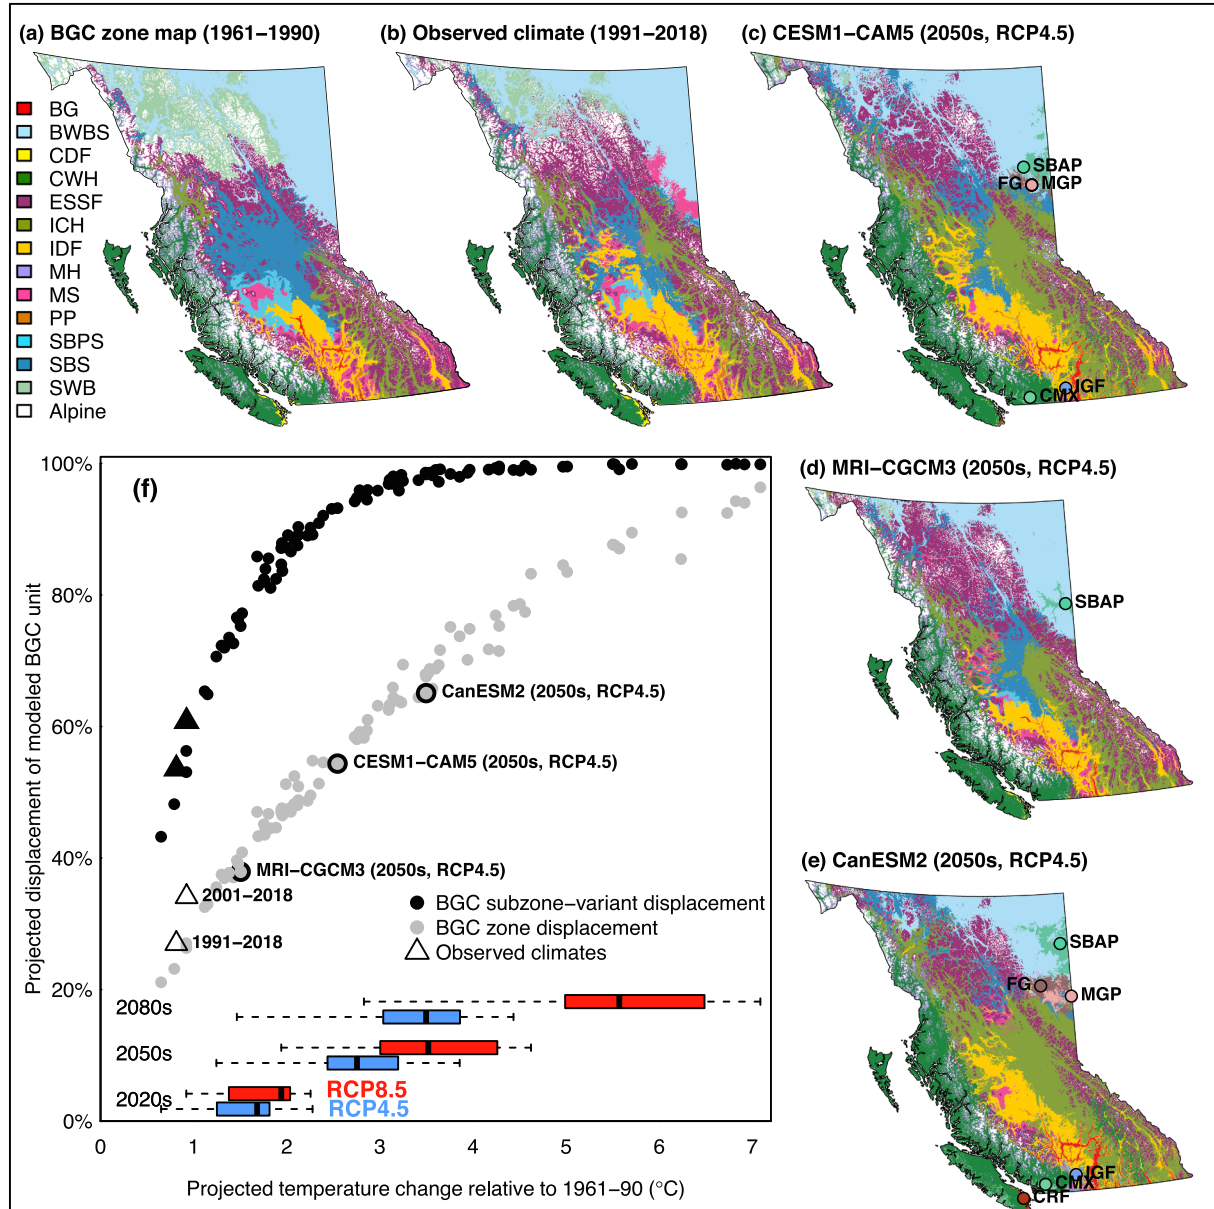 (a) BGC zone map (1961–1990)
(b) Observed climate (1991–2018)
(c) CESM1–CAM5 (2050s, RCP4.5)
BG
BWBS
CDF
CWH
ESSF
ICH
IDF
MH
MS
PP
SBPS
SBS
SWB
Alpine
SBAP
FG MGP
IGF
CMX
(f)
Projected displacement of modeled BGC unit
100%
80%
60%
40%
20%
0%
CanESM2 (2050s, RCP4.5)
CESM1–CAM5 (2050s, RCP4.5)
MRI–CGCM3 (2050s, RCP4.5)
2001–2018
1991–2018
BGC subzone–variant displacement
BGC zone displacement
Observed climates
2080s
2050s
2020s
RCP8.5
RCP4.5
0 1 2 3 4 5 6 7
Projected temperature change relative to 1961–90 (°C)
(d) MRI–CGCM3 (2050s, RCP4.5)
SBAP
(e) CanESM2 (2050s, RCP4.5)
SBAP
FG
MGP
IGF
CMX
CRF